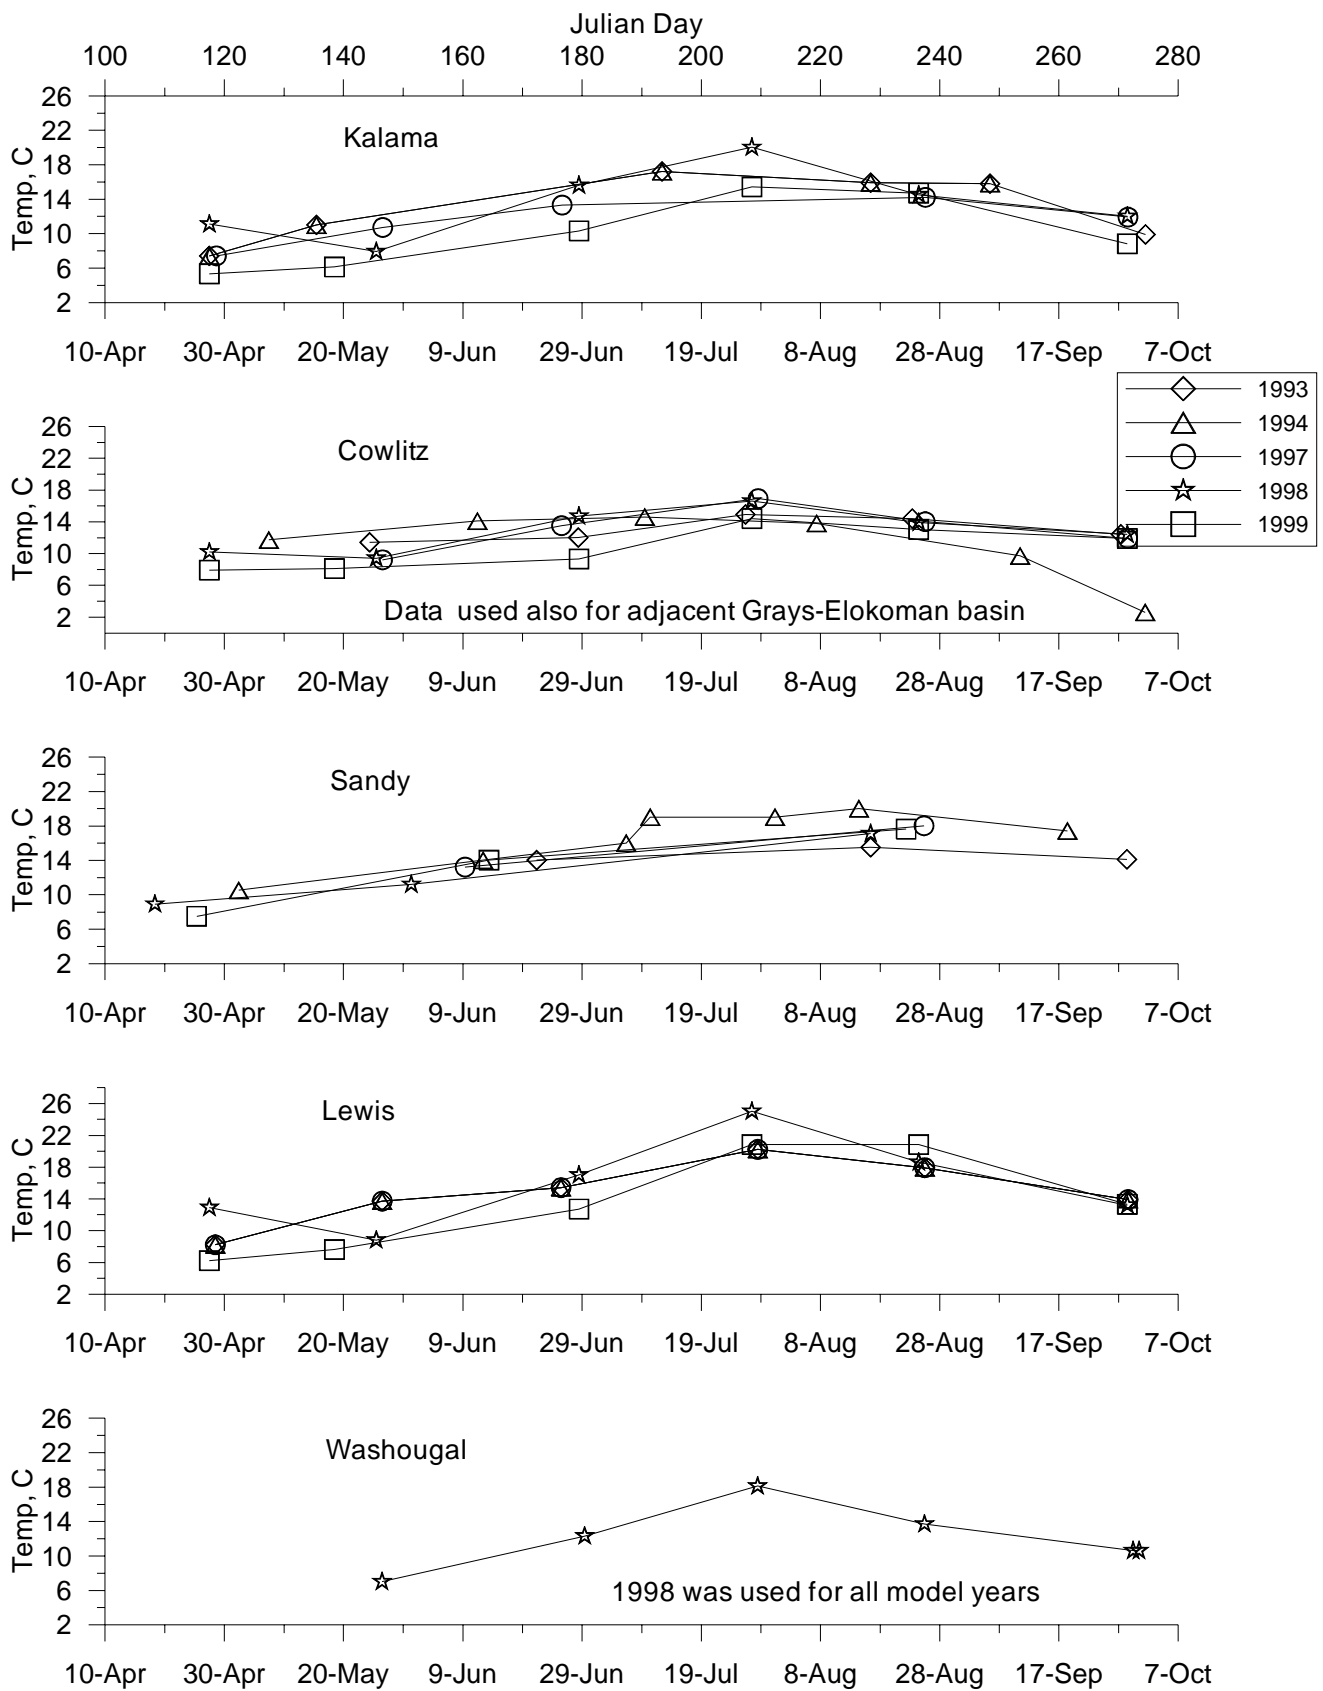 Julian Day
100 120 140 160 180 200 220 240 260 280
26
22
18
14
10
6
2
Temp, C
Kalama
10-Apr 30-Apr 20-May 9-Jun 29-Jun 19-Jul 8-Aug 28-Aug 17-Sep 7-Oct
1993
1994
1997
1998
1999
26
22
18
14
10
6
2
Temp, C
Cowlitz
Data used also for adjacent Grays-Elokoman basin
10-Apr 30-Apr 20-May 9-Jun 29-Jun 19-Jul 8-Aug 28-Aug 17-Sep 7-Oct
26
22
18
14
10
6
2
Temp, C
Sandy
10-Apr 30-Apr 20-May 9-Jun 29-Jun 19-Jul 8-Aug 28-Aug 17-Sep 7-Oct
26
22
18
14
10
6
2
Temp, C
Lewis
10-Apr 30-Apr 20-May 9-Jun 29-Jun 19-Jul 8-Aug 28-Aug 17-Sep 7-Oct
26
22
18
14
10
6
2
Temp, C
Washougal
1998 was used for all model years
10-Apr 30-Apr 20-May 9-Jun 29-Jun 19-Jul 8-Aug 28-Aug 17-Sep 7-Oct